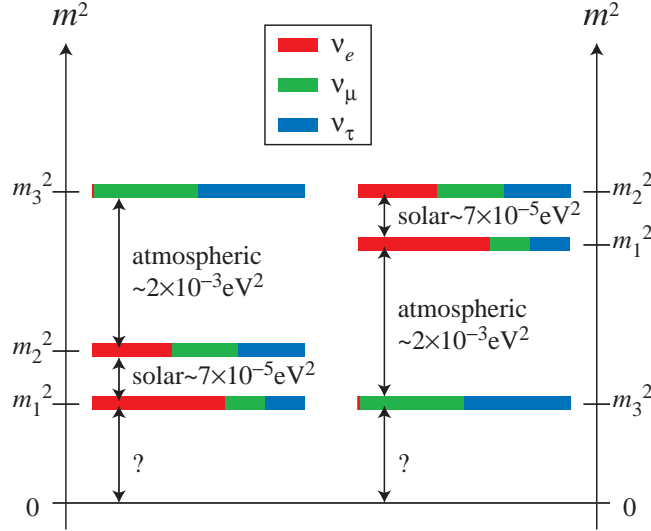 m² m²
νe
νμ
ντ
m₃² m₂²
solar~7×10⁻⁵eV²
m₁²
atmospheric
~2×10⁻³eV²
atmospheric
~2×10⁻³eV²
m₂²
solar~7×10⁻⁵eV²
m₁² m₃²
? ?
0 0